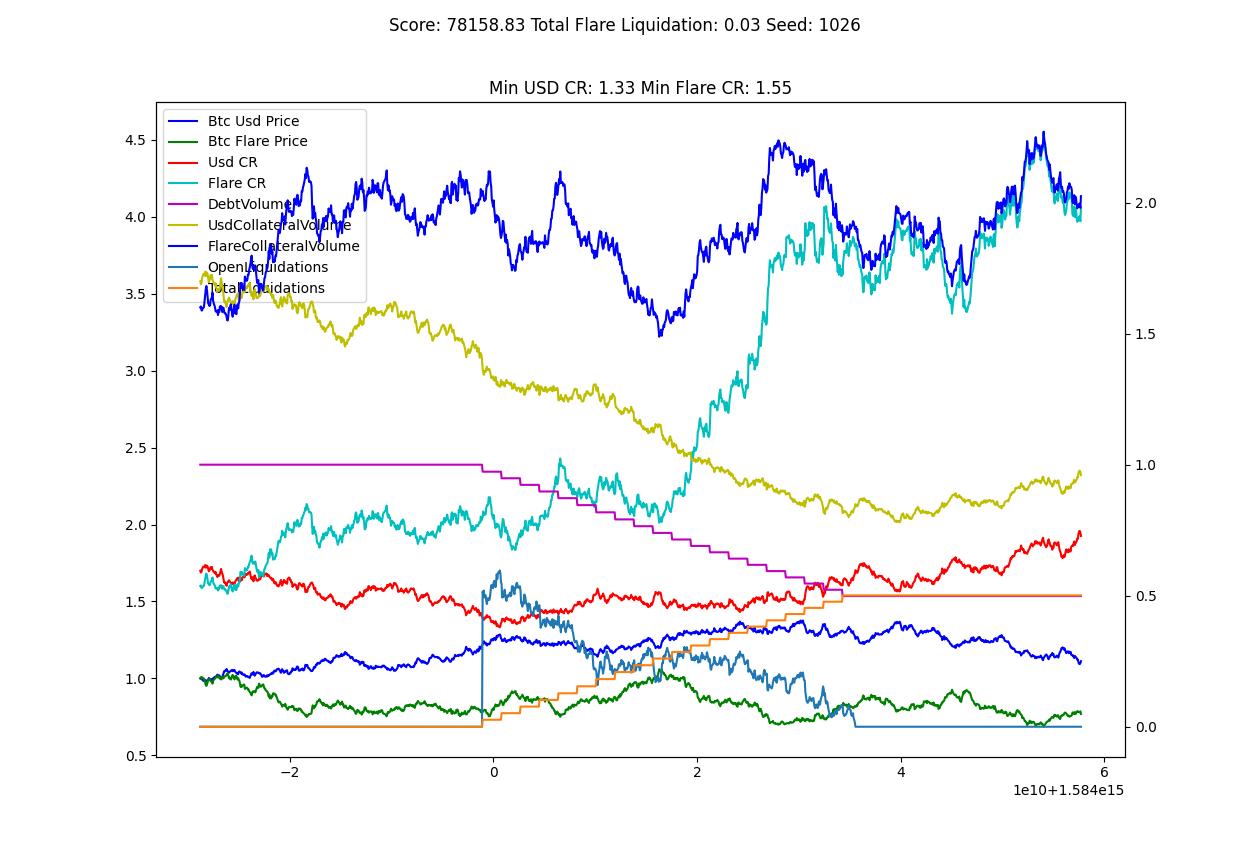 Score: 78158.83 Total Flare Liquidation: 0.03 Seed: 1026
Min USD CR: 1.33 Min Flare CR: 1.55
Btc Usd Price
Btc Flare Price
Usd CR
Flare CR
DebtVolume
UsdCollateralVolume
FlareCollateralVolume
OpenLiquidations
TotalLiquidations
4.5
4.0
3.5
3.0
2.5
2.0
1.5
1.0
0.5
2.0
1.5
1.0
0.5
0.0
−2
0
2
4
6
1e10+1.584e15